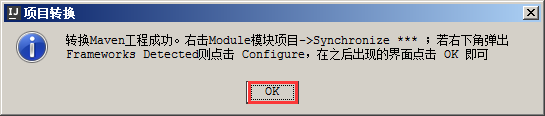 项目转换
转换Maven工程成功。右击Module模块项目->Synchronize *** ；若右下角弹出
Frameworks Detected则点击 Configure，在之后出现的界面点击 OK 即可
OK